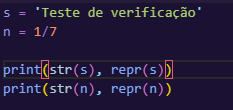 s = 'Teste de verificação'
n = 1/7
print(str(s), repr(s))
print(str(n), repr(n))